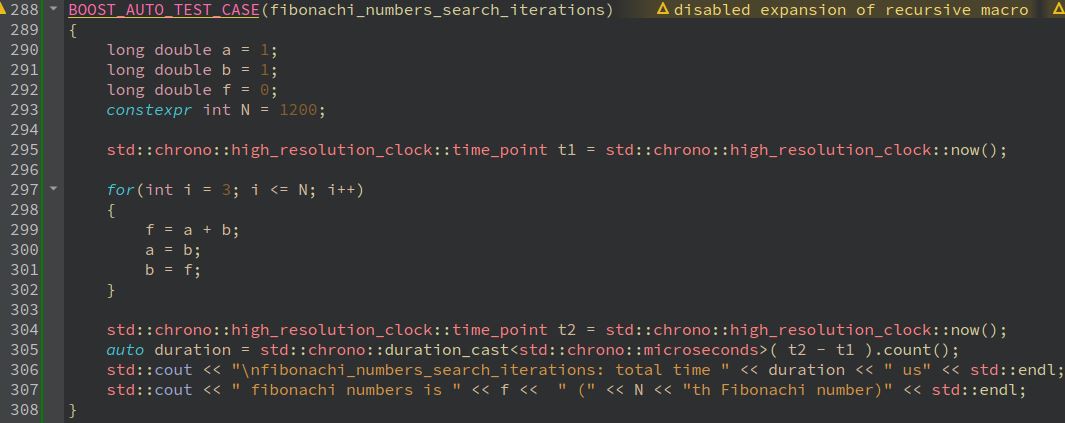 288 BOOST_AUTO_TEST_CASE(fibonachi_numbers_search_iterations) disabled expansion of recursive macro
289 {
290 long double a = 1;
291 long double b = 1;
292 long double f = 0;
293 constexpr int N = 1200;
294
295 std::chrono::high_resolution_clock::time_point t1 = std::chrono::high_resolution_clock::now();
296
297 for(int i = 3; i <= N; i++)
298 {
299 f = a + b;
300 a = b;
301 b = f;
302 }
303
304 std::chrono::high_resolution_clock::time_point t2 = std::chrono::high_resolution_clock::now();
305 auto duration = std::chrono::duration_cast<std::chrono::microseconds>( t2 - t1 ).count();
306 std::cout << "\nfibonachi_numbers_search_iterations: total time " << duration << " us" << std::endl;
307 std::cout << " fibonachi numbers is " << f << " (" << N << "th Fibonachi number)" << std::endl;
308 }